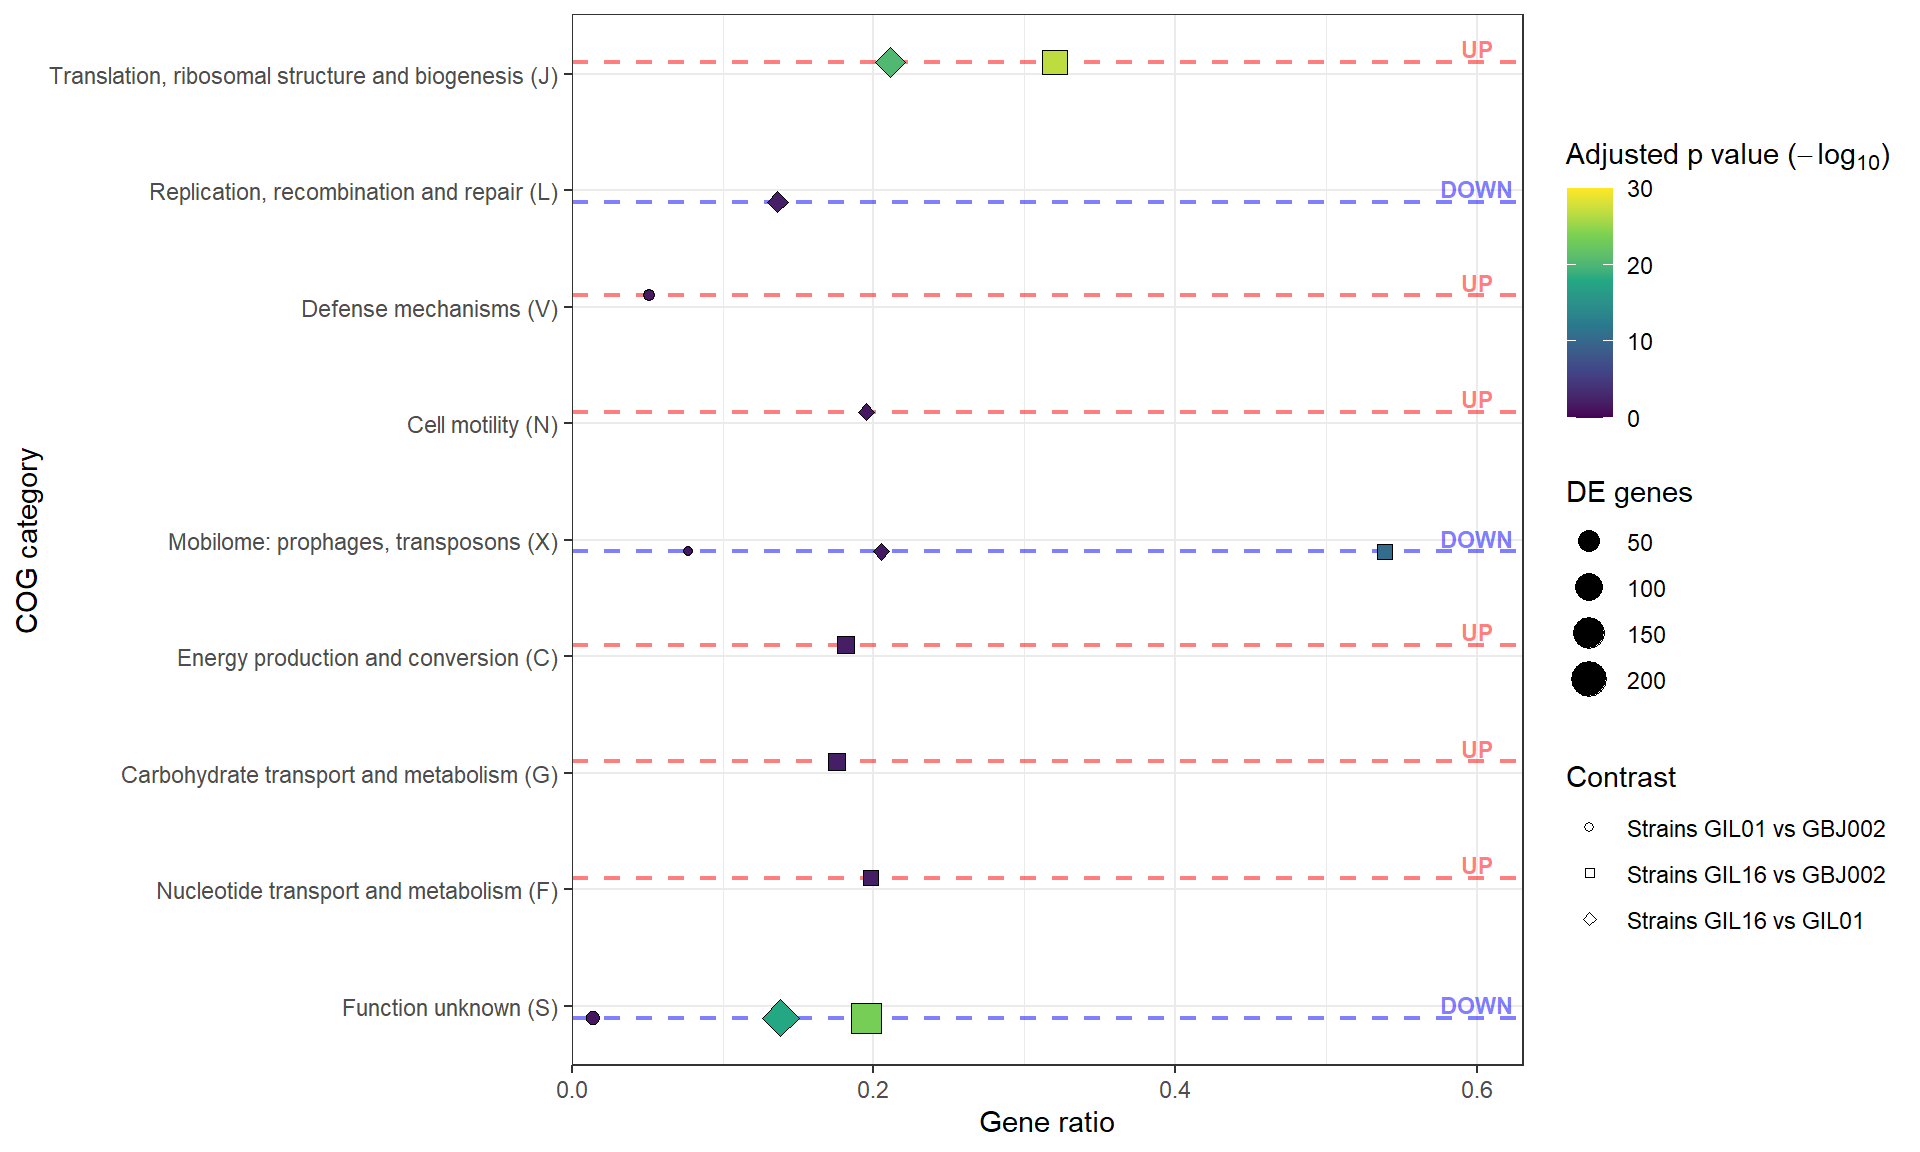 COG category
Translation, ribosomal structure and biogenesis (J)
Replication, recombination and repair (L)
Defense mechanisms (V)
Cell motility (N)
Mobilome: prophages, transposons (X)
Energy production and conversion (C)
Carbohydrate transport and metabolism (G)
Nucleotide transport and metabolism (F)
Function unknown (S)
UP
DOWN
UP
UP
DOWN
UP
UP
UP
DOWN
0.0
0.2
0.4
0.6
Gene ratio
Adjusted p value (−log₁₀)
30
20
10
0
DE genes
50
100
150
200
Contrast
Strains GIL01 vs GBJ002
Strains GIL16 vs GBJ002
Strains GIL16 vs GIL01